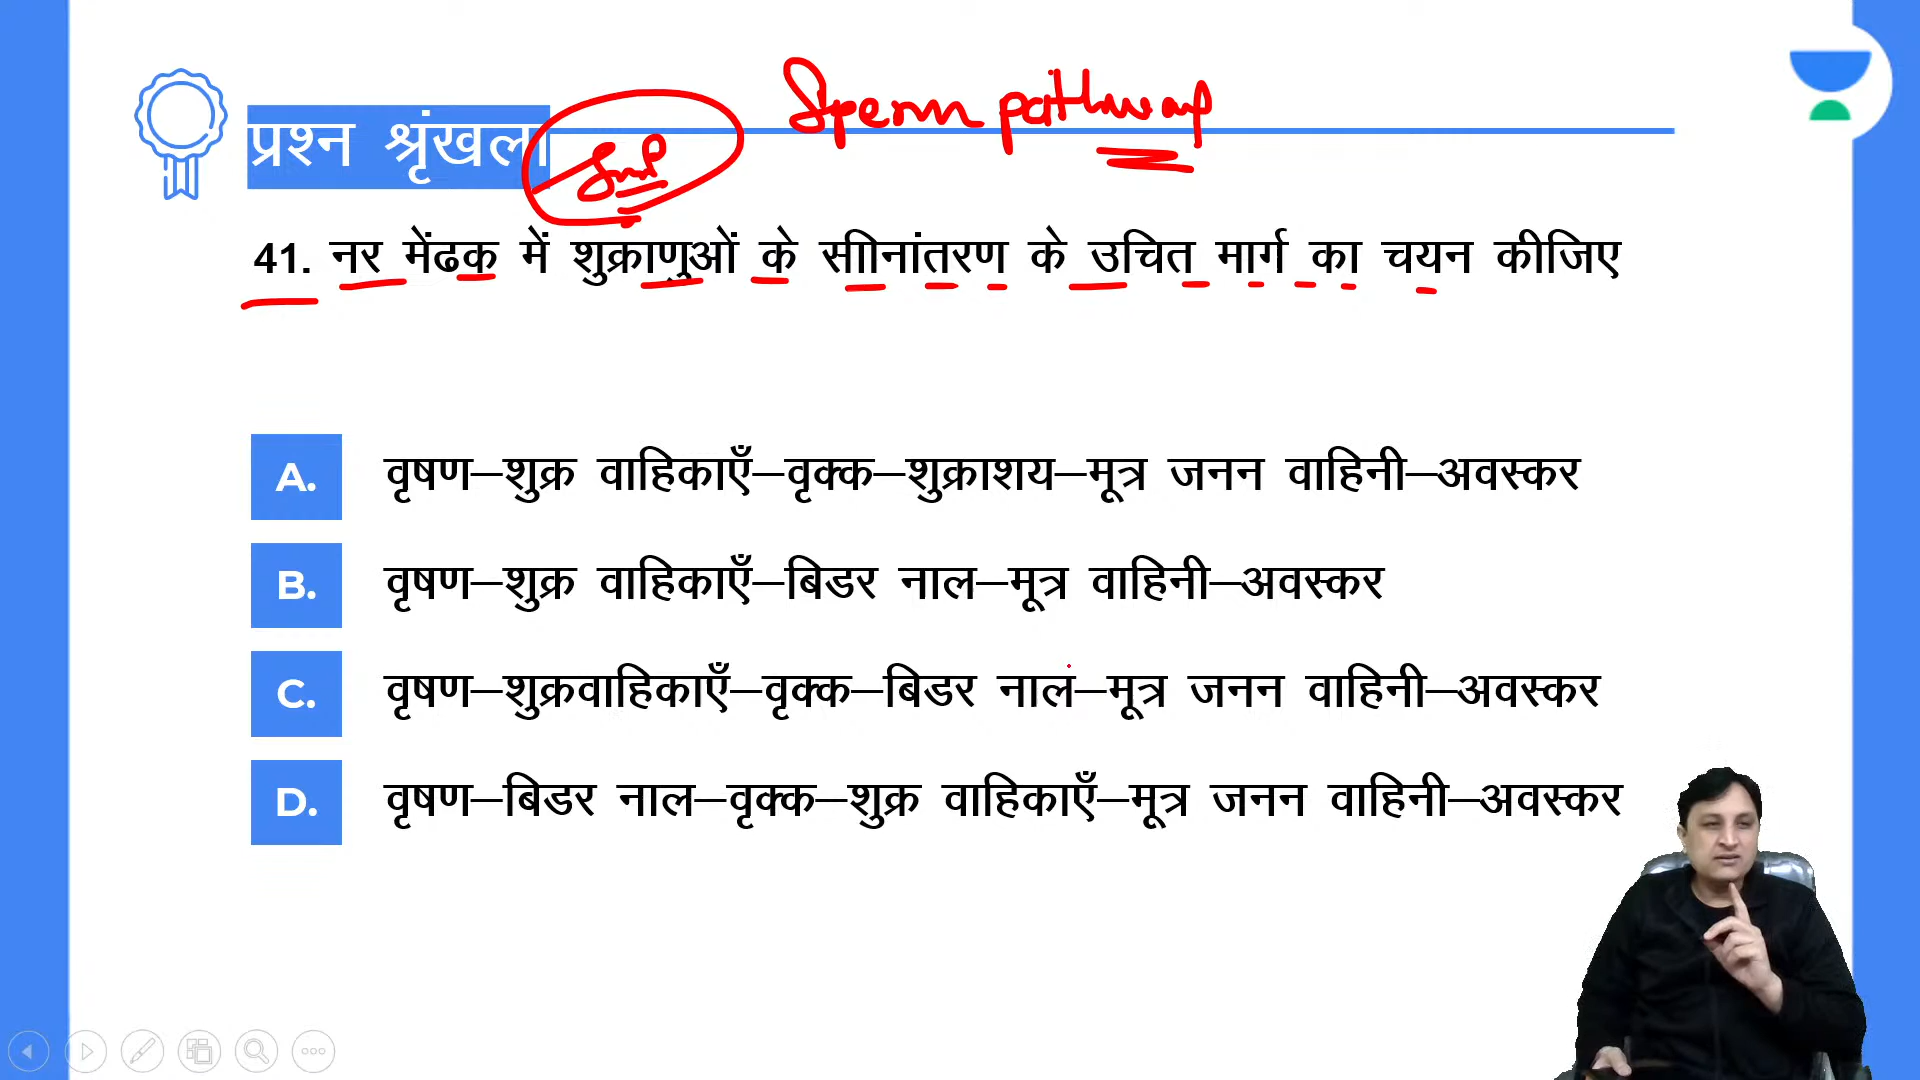 Sperm pathway
प्रश्न श्रृंखला
Imp
41. नर मेंढक में शुक्राणुओं के साीनांतरण के उचित मार्ग का चयन कीजिए
A. वृषण–शुक्र वाहिकाएँ–वृक्क–शुक्राशय–मूत्र जनन वाहिनी–अवस्कर
B. वृषण–शुक्र वाहिकाएँ–बिडर नाल–मूत्र वाहिनी–अवस्कर
C. वृषण–शुक्रवाहिकाएँ–वृक्क–बिडर नाल–मूत्र जनन वाहिनी–अवस्कर
D. वृषण–बिडर नाल–वृक्क–शुक्र वाहिकाएँ–मूत्र जनन वाहिनी–अवस्कर